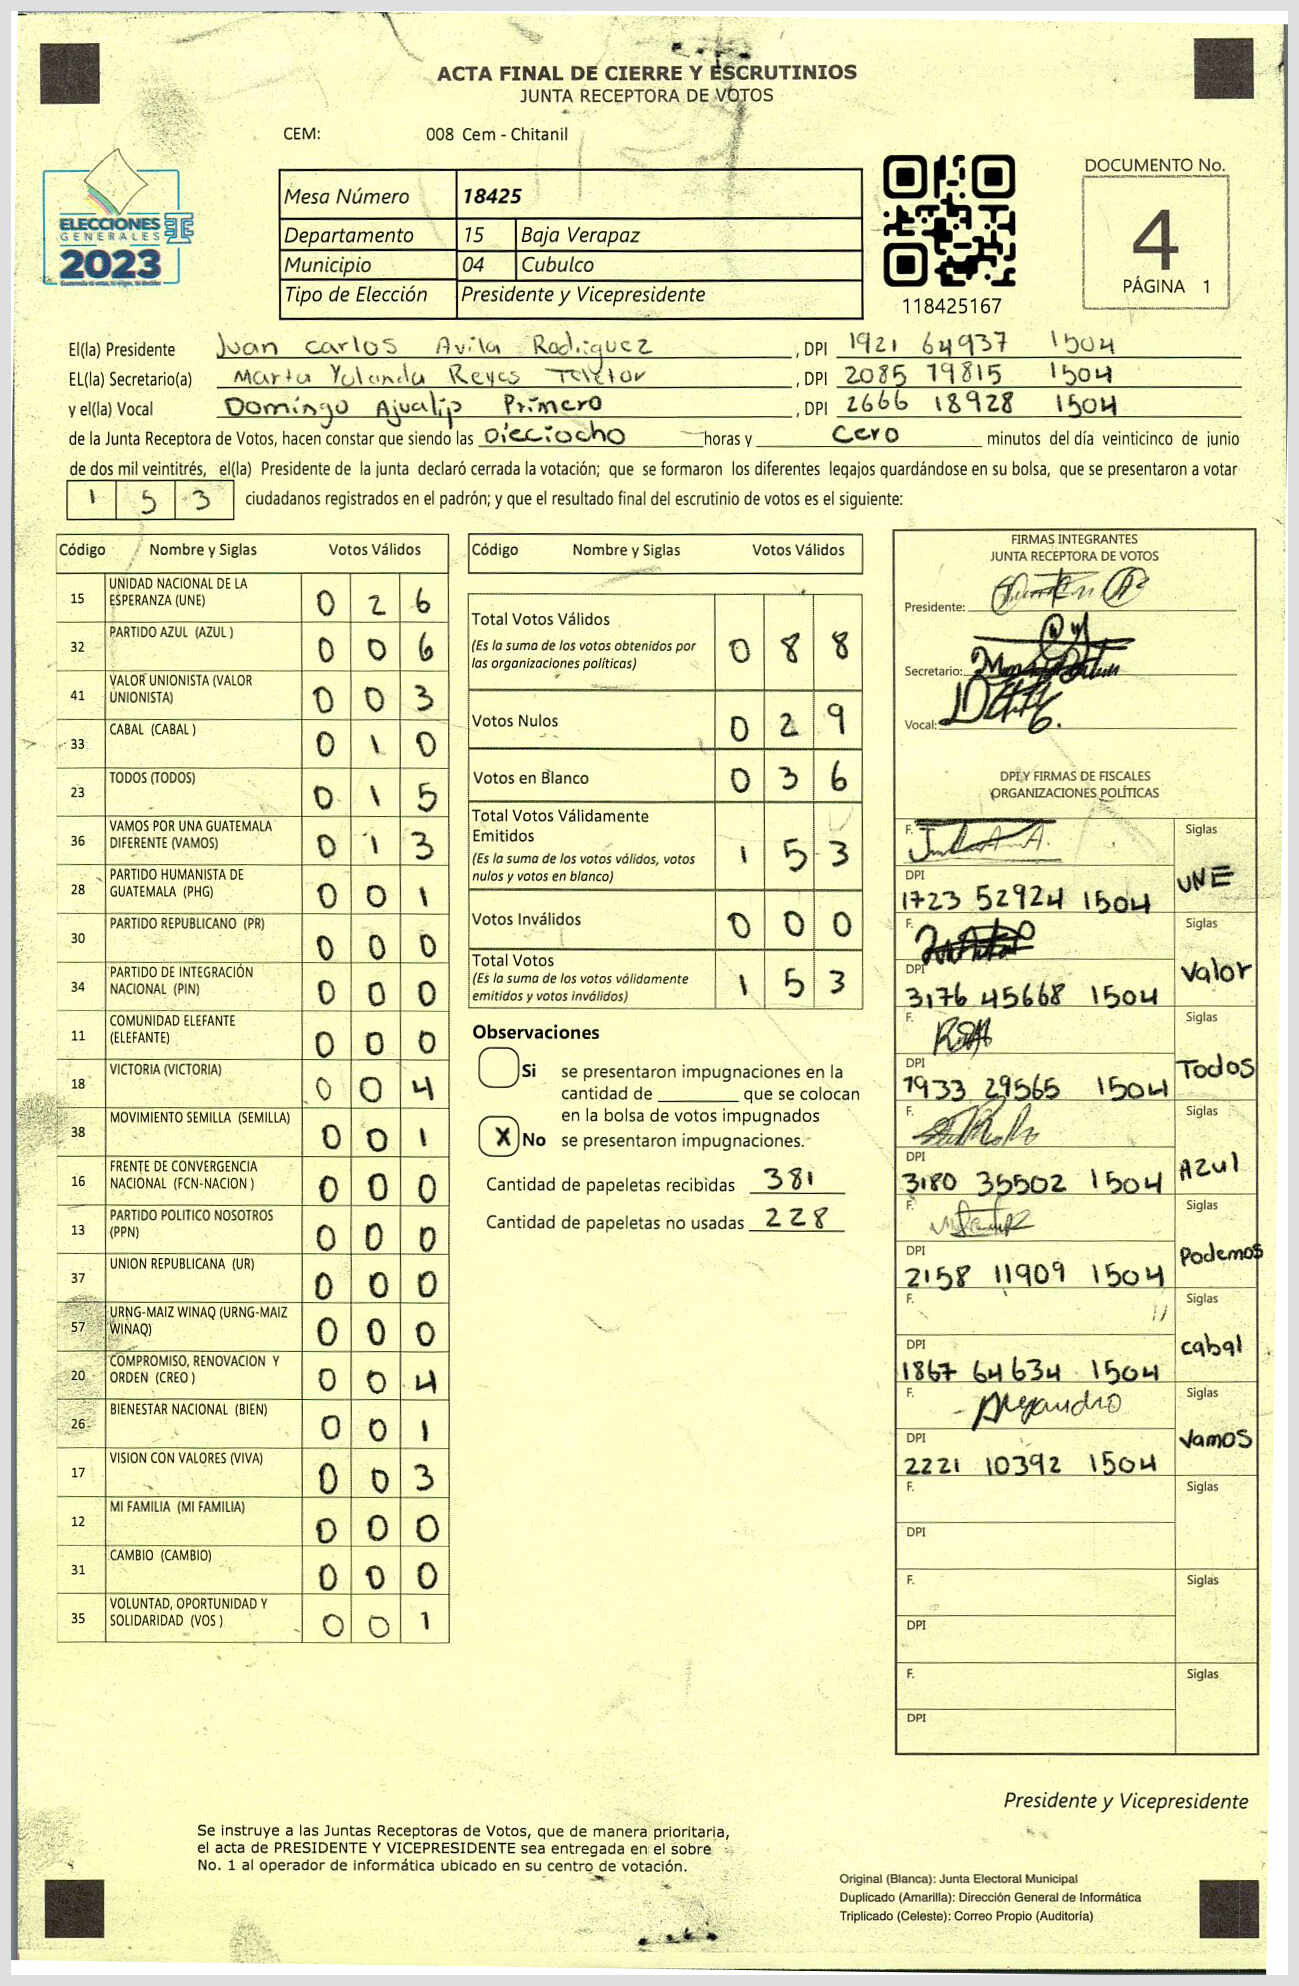 ACTA FINAL DE CIERRE Y ESCRUTINIOS
JUNTA RECEPTORA DE VOTOS
CEM: 008 Cem - Chitanil
ELECCIONES
GENERALES
2023
Mesa Número 18425
Departamento 15 Baja Verapaz
Municipio 04 Cubulco
Tipo de Elección Presidente y Vicepresidente
118425167
DOCUMENTO No.
4
PÁGINA 1
El(la) Presidente Juan Carlos Avila Rodriguez , DPI 1921 64937 1504
EL(la) Secretario(a) Marta Yolanda Reyes Teletor , DPI 2085 79815 1504
y el(la) Vocal Domingo Ajualip Primero , DPI 2666 18928 1504
de la Junta Receptora de Votos, hacen constar que siendo las Dieciocho horas y cero minutos del día veinticinco de junio
de dos mil veintitrés, el(la) Presidente de la junta declaró cerrada la votación; que se formaron los diferentes legajos guardándose en su bolsa, que se presentaron a votar
1 5 3 ciudadanos registrados en el padrón; y que el resultado final del escrutinio de votos es el siguiente:
Código Nombre y Siglas Votos Válidos
15 UNIDAD NACIONAL DE LA ESPERANZA (UNE) 0 2 6
32 PARTIDO AZUL (AZUL ) 0 0 6
41 VALOR UNIONISTA (VALOR UNIONISTA) 0 0 3
33 CABAL (CABAL ) 0 1 0
23 TODOS (TODOS) 0 1 5
36 VAMOS POR UNA GUATEMALA DIFERENTE (VAMOS) 0 1 3
28 PARTIDO HUMANISTA DE GUATEMALA (PHG) 0 0 1
30 PARTIDO REPUBLICANO (PR) 0 0 0
34 PARTIDO DE INTEGRACIÓN NACIONAL (PIN) 0 0 0
11 COMUNIDAD ELEFANTE (ELEFANTE) 0 0 0
18 VICTORIA (VICTORIA) 0 0 4
38 MOVIMIENTO SEMILLA (SEMILLA) 0 0 1
16 FRENTE DE CONVERGENCIA NACIONAL (FCN-NACION ) 0 0 0
13 PARTIDO POLITICO NOSOTROS (PPN) 0 0 0
37 UNION REPUBLICANA (UR) 0 0 0
57 URNG-MAIZ WINAQ (URNG-MAIZ WINAQ) 0 0 0
20 COMPROMISO, RENOVACION Y ORDEN (CREO ) 0 0 4
26 BIENESTAR NACIONAL (BIEN) 0 0 1
17 VISION CON VALORES (VIVA) 0 0 3
12 MI FAMILIA (MI FAMILIA) 0 0 0
31 CAMBIO (CAMBIO) 0 0 0
35 VOLUNTAD, OPORTUNIDAD Y SOLIDARIDAD (VOS ) 0 0 1
Código Nombre y Siglas Votos Válidos
Total Votos Válidos 0 8 8
(Es la suma de los votos obtenidos por
las organizaciones políticas)
Votos Nulos 0 2 9
Votos en Blanco 0 3 6
Total Votos Válidamente
Emitidos 1 5 3
(Es la suma de los votos válidos, votos
nulos y votos en blanco)
Votos Inválidos 0 0 0
Total Votos 1 5 3
(Es la suma de los votos válidamente
emitidos y votos inválidos)
Observaciones
Si se presentaron impugnaciones en la
cantidad de ________ que se colocan
en la bolsa de votos impugnados
X No se presentaron impugnaciones.
Cantidad de papeletas recibidas 381
Cantidad de papeletas no usadas 228
FIRMAS INTEGRANTES
JUNTA RECEPTORA DE VOTOS
Presidente:
Secretario:
Vocal:
DPI Y FIRMAS DE FISCALES
ORGANIZACIONES POLÍTICAS
F. Siglas
DPI UNE
1723 52924 1504
F. Siglas
DPI Valor
3176 45668 1504
F. Siglas
DPI Todos
1933 29565 1504
F. Siglas
DPI Azul
3180 35502 1504
F. Siglas
DPI Podemos
2158 11909 1504
F. Siglas
DPI cabal
1867 64634 1504
F. Alejandro Siglas
DPI Vamos
2221 10392 1504
F. Siglas
DPI
F. Siglas
DPI
F. Siglas
DPI
Presidente y Vicepresidente
Se instruye a las Juntas Receptoras de Votos, que de manera prioritaria,
el acta de PRESIDENTE Y VICEPRESIDENTE sea entregada en el sobre
No. 1 al operador de informática ubicado en su centro de votación.
Original (Blanca): Junta Electoral Municipal
Duplicado (Amarilla): Dirección General de Informática
Triplicado (Celeste): Correo Propio (Auditoría)